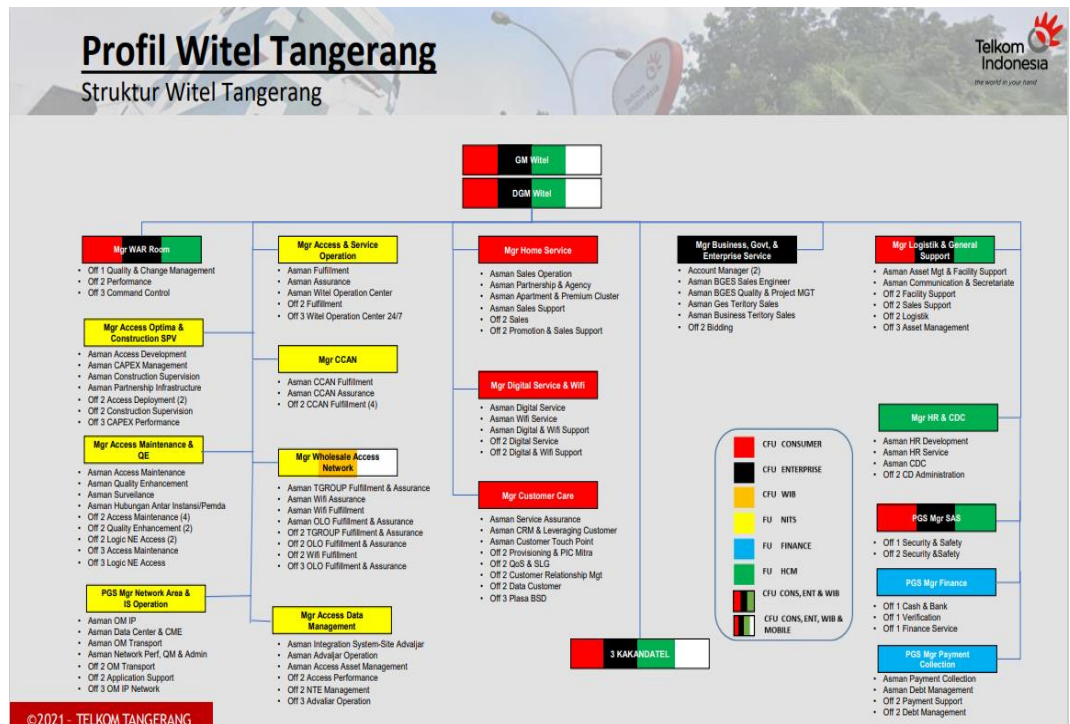 Profil Witel Tangerang
Struktur Witel Tangerang
Telkom
Indonesia
the world in your hand
GM Witel
DGM Witel
Mgr WAR Room
• Off 1 Quality & Change Management
• Off 2 Performance
• Off 3 Command Control
Mgr Access Optima &
Construction SPV
• Asman Access Development
• Asman CAPEX Management
• Asman Construction Supervision
• Asman Partnership Infrastructure
• Off 2 Access Deployment (2)
• Off 2 Construction Supervision
• Off 3 CAPEX Performance
Mgr Access Maintenance &
QE
• Asman Access Maintenance
• Asman Quality Enhancement
• Asman Surveilance
• Asman Hubungan Antar Instansi/Pemda
• Off 2 Access Maintenance (4)
• Off 2 Quality Enhancement (2)
• Off 2 Logic NE Access (2)
• Off 3 Access Maintenance
• Off 3 Logic NE Access
PGS Mgr Network Area &
IS Operation
• Asman OM IP
• Asman Data Center & CME
• Asman OM Transport
• Asman Network Perf, QM & Admin
• Off 2 OM Transport
• Off 2 Application Support
• Off 3 OM IP Network
Mgr Access & Service
Operation
• Asman Fulfillment
• Asman Assurance
• Asman Witel Operation Center
• Off 2 Fulfillment
• Off 3 Witel Operation Center 24/7
Mgr CCAN
• Asman CCAN Fulfillment
• Asman CCAN Assurance
• Off 2 CCAN Fulfillment (4)
Mgr Wholesale Access
Network
• Asman TGROUP Fulfillment & Assurance
• Asman Wifi Assurance
• Asman Wifi Fulfillment
• Asman OLO Fulfillment & Assurance
• Off 2 TGROUP Fulfillment & Assurance
• Off 2 OLO Fulfillment & Assurance
• Off 2 Wifi Fulfillment
• Off 3 OLO Fulfillment & Assurance
Mgr Access Data
Management
• Asman Integration System-Site Advaljar
• Asman Advaljar Operation
• Asman Access Asset Management
• Off 2 Access Performance
• Off 2 NTE Management
• Off 3 Advaljar Operation
Mgr Home Service
• Asman Sales Operation
• Asman Partnership & Agency
• Asman Apartment & Premium Cluster
• Asman Sales Support
• Off 2 Sales
• Off 2 Promotion & Sales Support
Mgr Digital Service & Wifi
• Asman Digital Service
• Asman Wifi Service
• Asman Digital & Wifi Support
• Off 2 Digital Service
• Off 2 Digital & Wifi Support
Mgr Customer Care
• Asman Service Assurance
• Asman CRM & Leveraging Customer
• Asman Customer Touch Point
• Off 2 Provisioning & PIC Mitra
• Off 2 QoS & SLG
• Off 2 Customer Relationship Mgt
• Off 2 Data Customer
• Off 3 Plasa BSD
3 KAKANDATEL
Mgr Business, Govt, &
Enterprise Service
• Account Manager (2)
• Asman BGES Sales Engineer
• Asman BGES Quality & Project MGT
• Asman Ges Teritory Sales
• Asman Business Teritory Sales
• Off 2 Bidding
CFU CONSUMER
CFU ENTERPRISE
CFU WIB
FU NITS
FU FINANCE
FU HCM
CFU CONS, ENT & WIB
CFU CONS, ENT, WIB &
MOBILE
Mgr Logistik & General
Support
• Asman Asset Mgt & Facility Support
• Asman Communication & Secretariate
• Off 2 Facility Support
• Off 2 Sales Support
• Off 2 Logistik
• Off 3 Asset Management
Mgr HR & CDC
• Asman HR Development
• Asman HR Service
• Asman CDC
• Off 2 CD Administration
PGS Mgr SAS
• Off 1 Security & Safety
• Off 2 Security &Safety
PGS Mgr Finance
• Off 1 Cash & Bank
• Off 1 Verification
• Off 1 Finance Service
PGS Mgr Payment
Collection
• Asman Payment Collection
• Asman Debt Management
• Off 2 Payment Support
• Off 2 Debt Management
©2021 - TELKOM TANGERANG